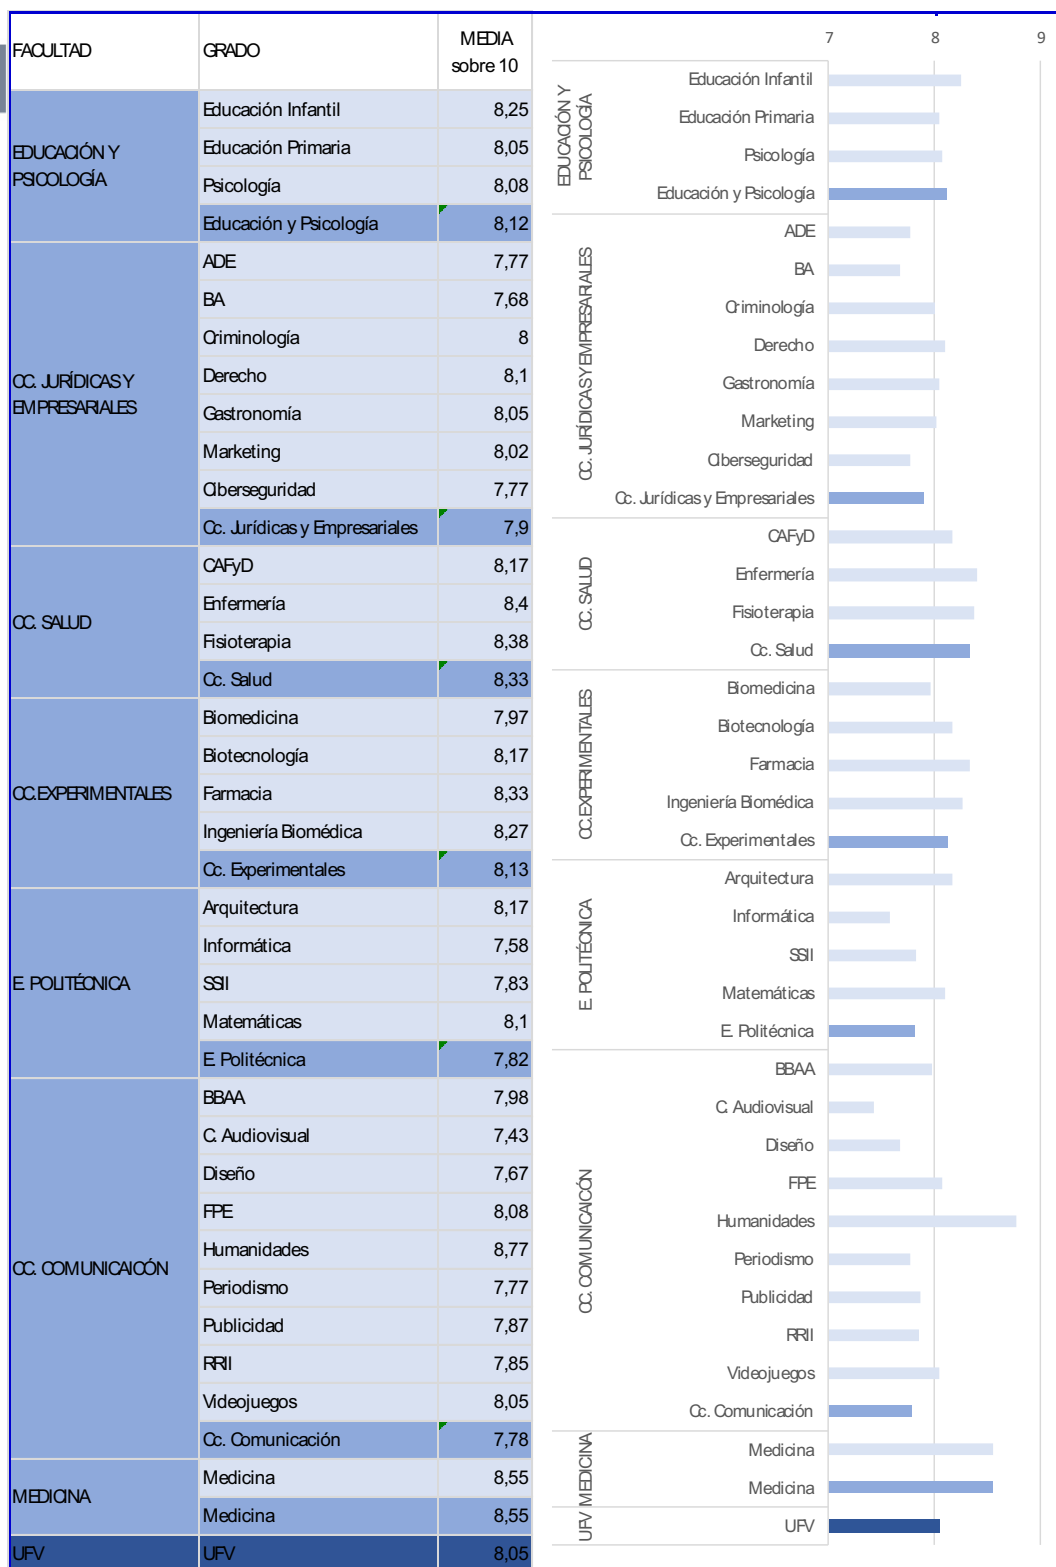 FACULTAD GRADO MEDIA sobre 10
EDUCACIÓN Y PSICOLOGÍA
Educación Infantil 8,25
Educación Primaria 8,05
Psicología 8,08
Educación y Psicología 8,12
CC. JURÍDICAS Y EMPRESARIALES
ADE 7,77
BA 7,68
Criminología 8
Derecho 8,1
Gastronomía 8,05
Marketing 8,02
Ciberseguridad 7,77
Cc. Jurídicas y Empresariales 7,9
CC. SALUD
CAFyD 8,17
Enfermería 8,4
Fisioterapia 8,38
Cc. Salud 8,33
CC.EXPERIMENTALES
Biomedicina 7,97
Biotecnología 8,17
Farmacia 8,33
Ingeniería Biomédica 8,27
Cc. Experimentales 8,13
E. POLITÉCNICA
Arquitectura 8,17
Informática 7,58
SSII 7,83
Matemáticas 8,1
E. Politécnica 7,82
CC. COMUNICAICÓN
BBAA 7,98
C. Audiovisual 7,43
Diseño 7,67
FPE 8,08
Humanidades 8,77
Periodismo 7,77
Publicidad 7,87
RRII 7,85
Videojuegos 8,05
Cc. Comunicación 7,78
MEDICINA
Medicina 8,55
Medicina 8,55
UFV UFV 8,05
7 8 9
EDUCACIÓN Y PSICOLOGÍA
Educación Infantil
Educación Primaria
Psicología
Educación y Psicología
CC. JURÍDICAS Y EMPRESARIALES
ADE
BA
Criminología
Derecho
Gastronomía
Marketing
Ciberseguridad
Cc. Jurídicas y Empresariales
CC. SALUD
CAFyD
Enfermería
Fisioterapia
Cc. Salud
CC.EXPERIMENTALES
Biomedicina
Biotecnología
Farmacia
Ingeniería Biomédica
Cc. Experimentales
E. POLITÉCNICA
Arquitectura
Informática
SSII
Matemáticas
E. Politécnica
CC. COMUNICAICÓN
BBAA
C. Audiovisual
Diseño
FPE
Humanidades
Periodismo
Publicidad
RRII
Videojuegos
Cc. Comunicación
MEDICINA
Medicina
Medicina
UFV
UFV